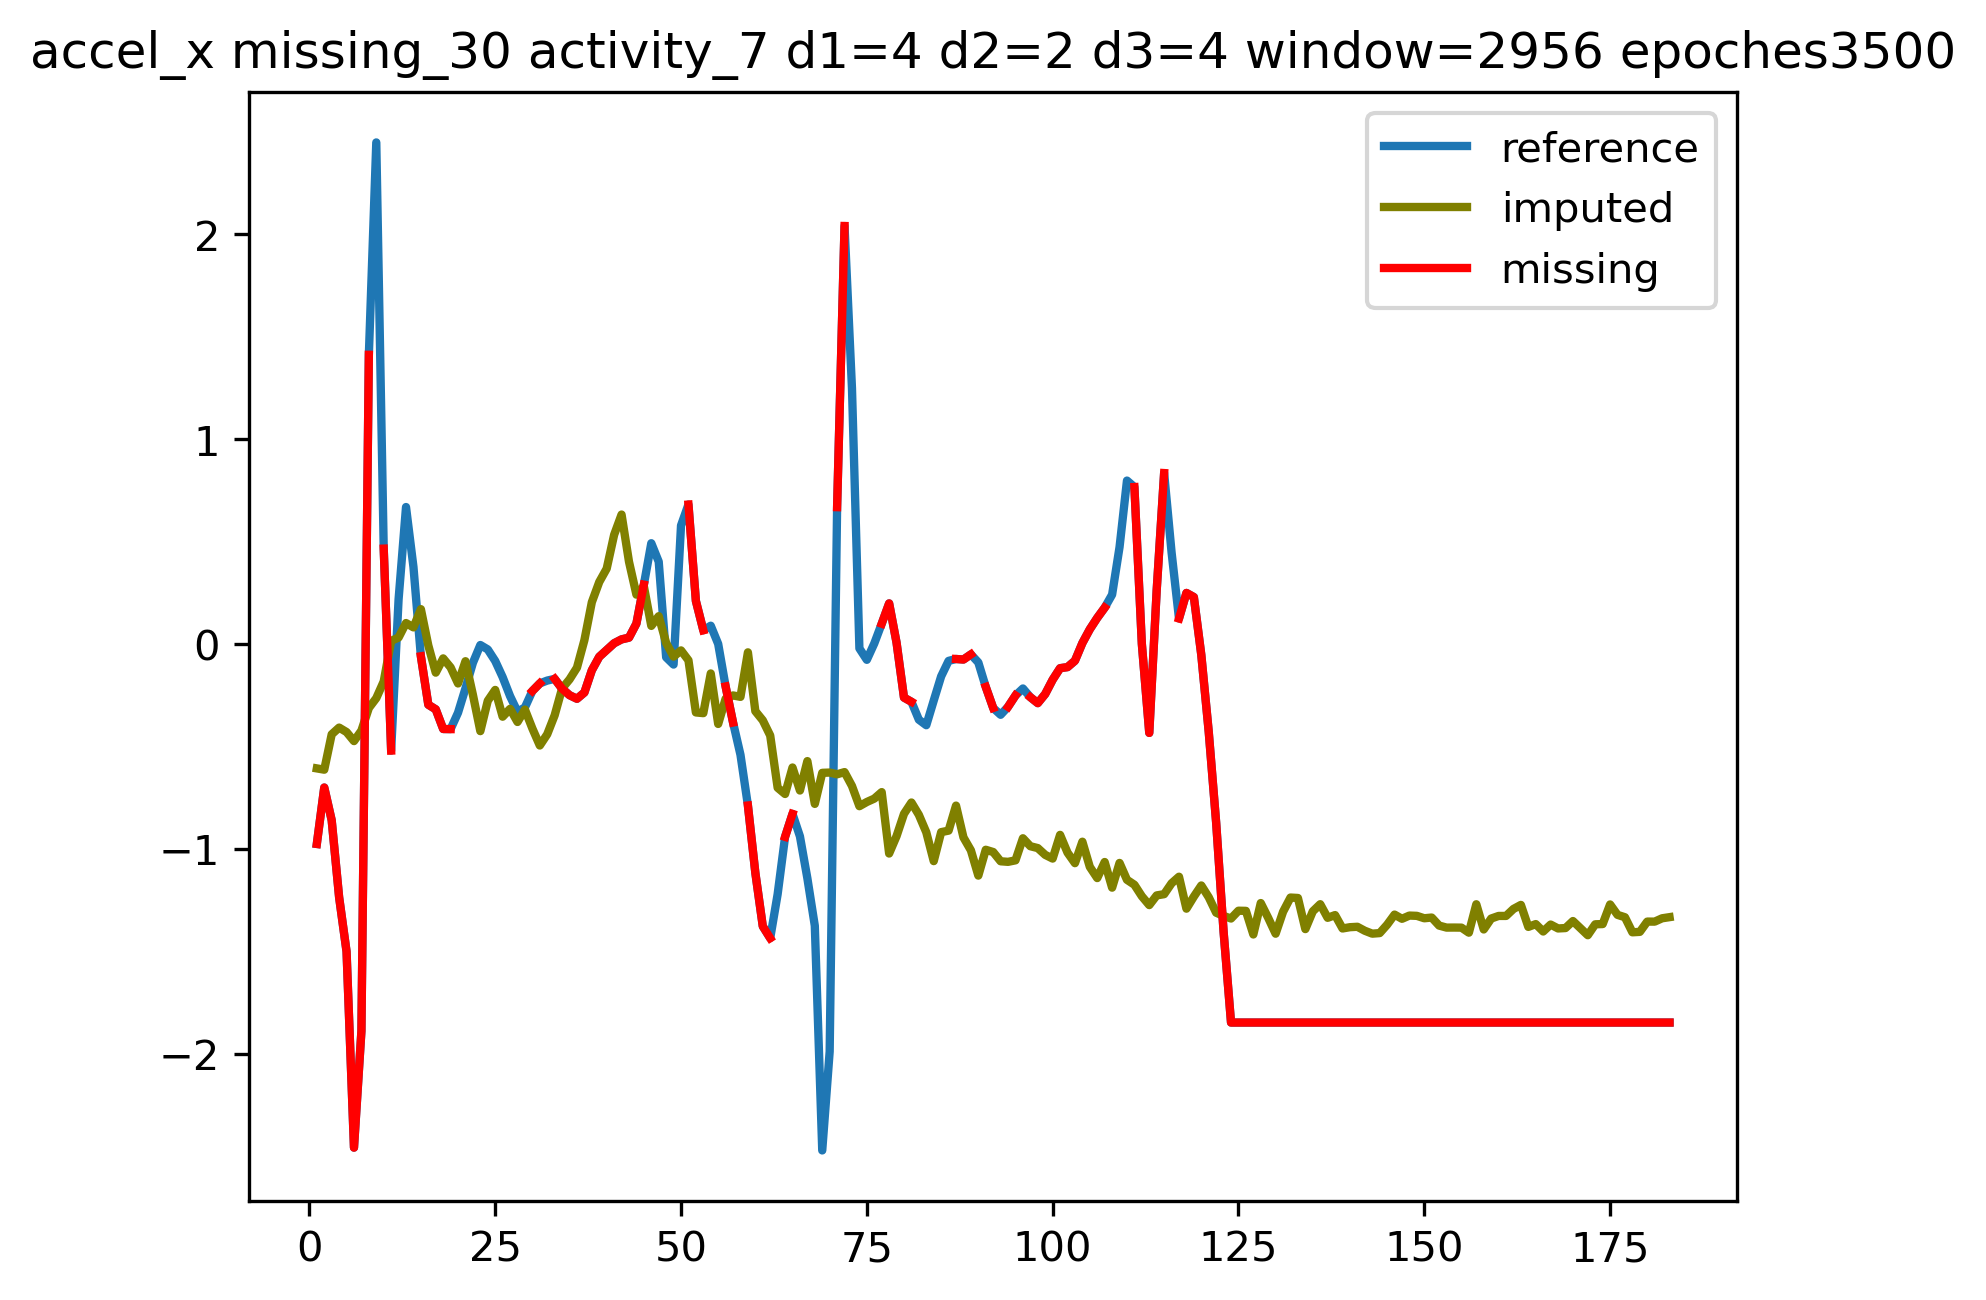 accel_x missing_30 activity_7 d1=4 d2=2 d3=4 window=2956 epoches3500
reference
imputed
missing
2
1
0
−1
−2
0 25 50 75 100 125 150 175